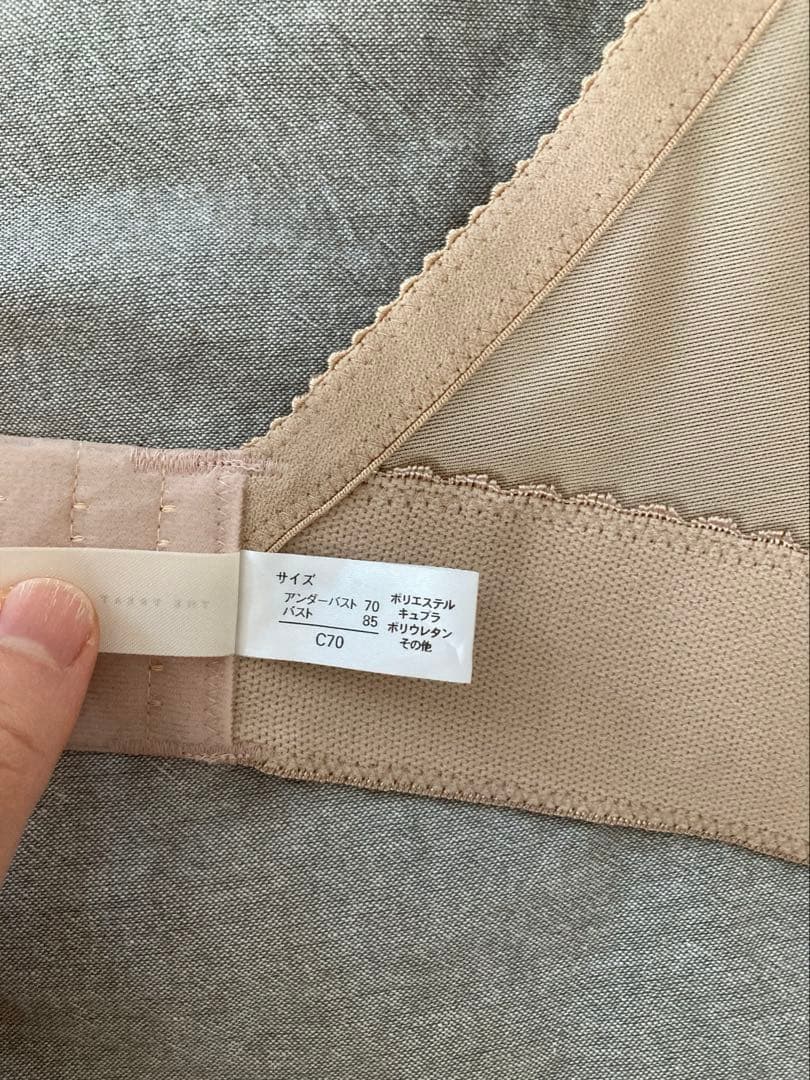 サイズ
アンダーバスト 70
バスト 85
C70
ポリエステル
キュプラ
ポリウレタン
その他